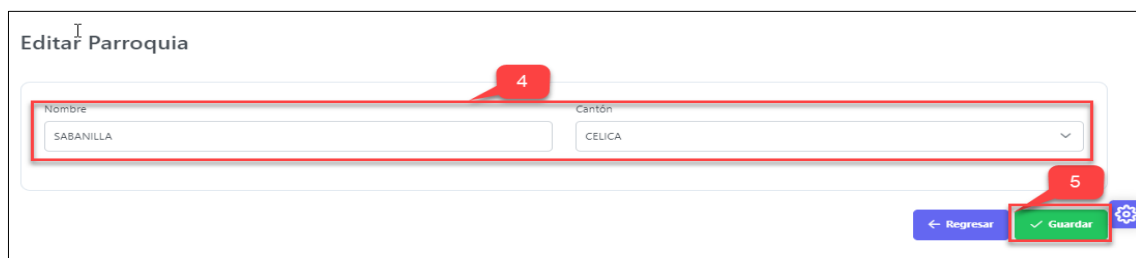 Editar Parroquia
4
Nombre
Cantón
SABANILLA
CELICA
5
← Regresar
✓ Guardar